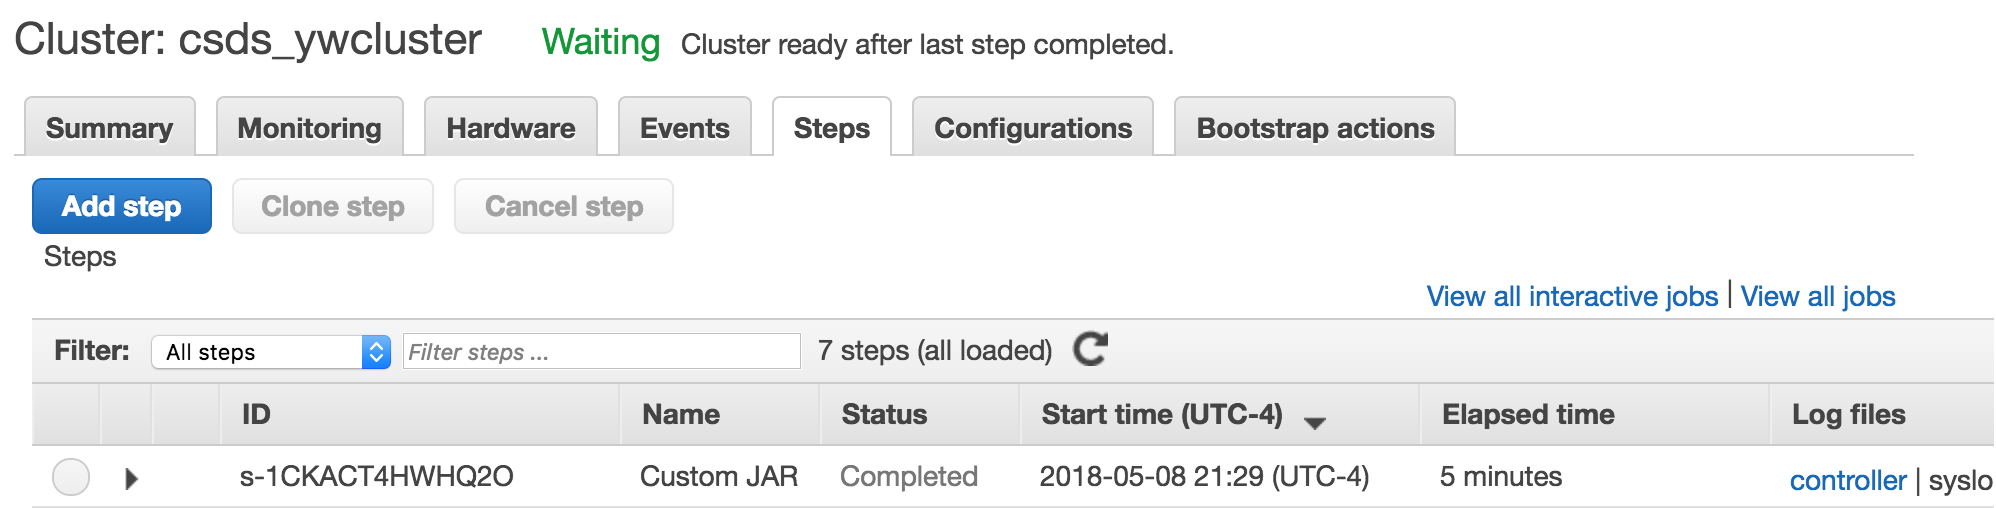 Cluster: csds_ywcluster Waiting Cluster ready after last step completed.
Summary Monitoring Hardware Events Steps Configurations Bootstrap actions
Add step Clone step Cancel step
Steps
View all interactive jobs | View all jobs
Filter: All steps Filter steps ... 7 steps (all loaded)
ID Name Status Start time (UTC-4) Elapsed time Log files
s-1CKACT4HWHQ2O Custom JAR Completed 2018-05-08 21:29 (UTC-4) 5 minutes controller | syslo